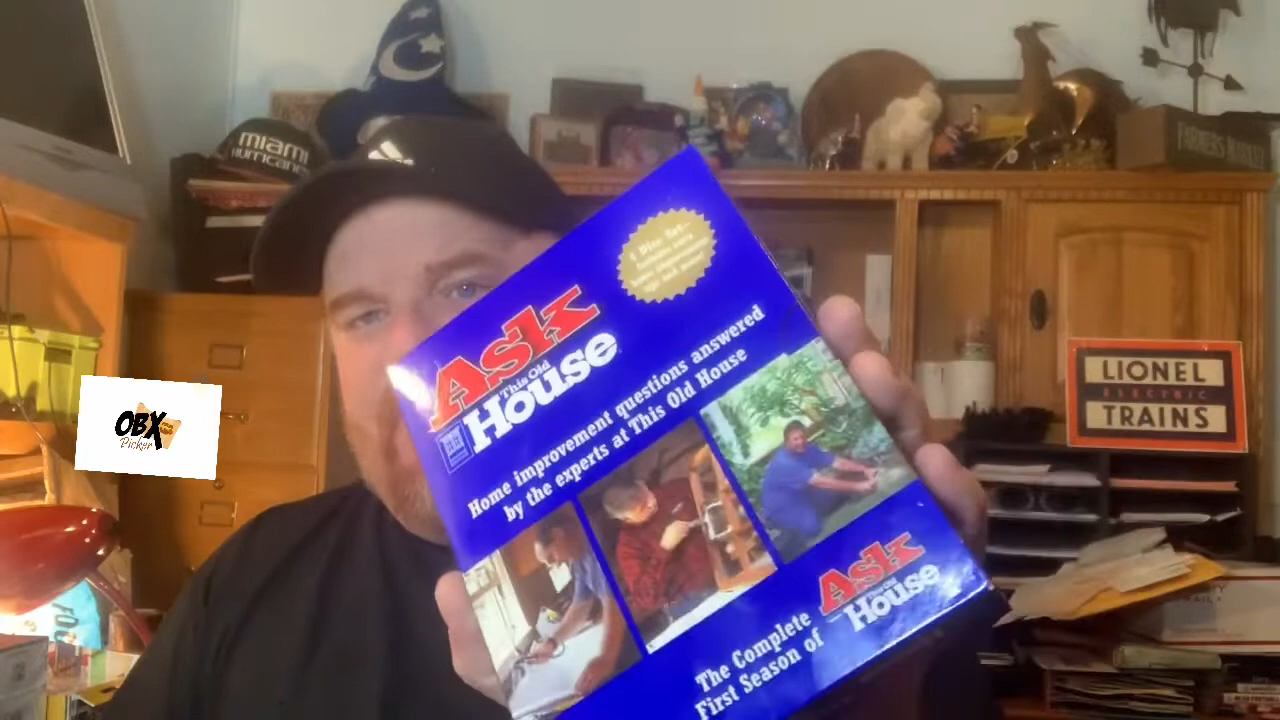 MIAMI
HURRICANES
FARMER'S MARKET
Ask
This Old
House
Home improvement questions answered
by the experts at This Old House
The Complete
First Season of
Ask
This Old
House
OBX
Picker
LIONEL
ELECTRIC
TRAINS